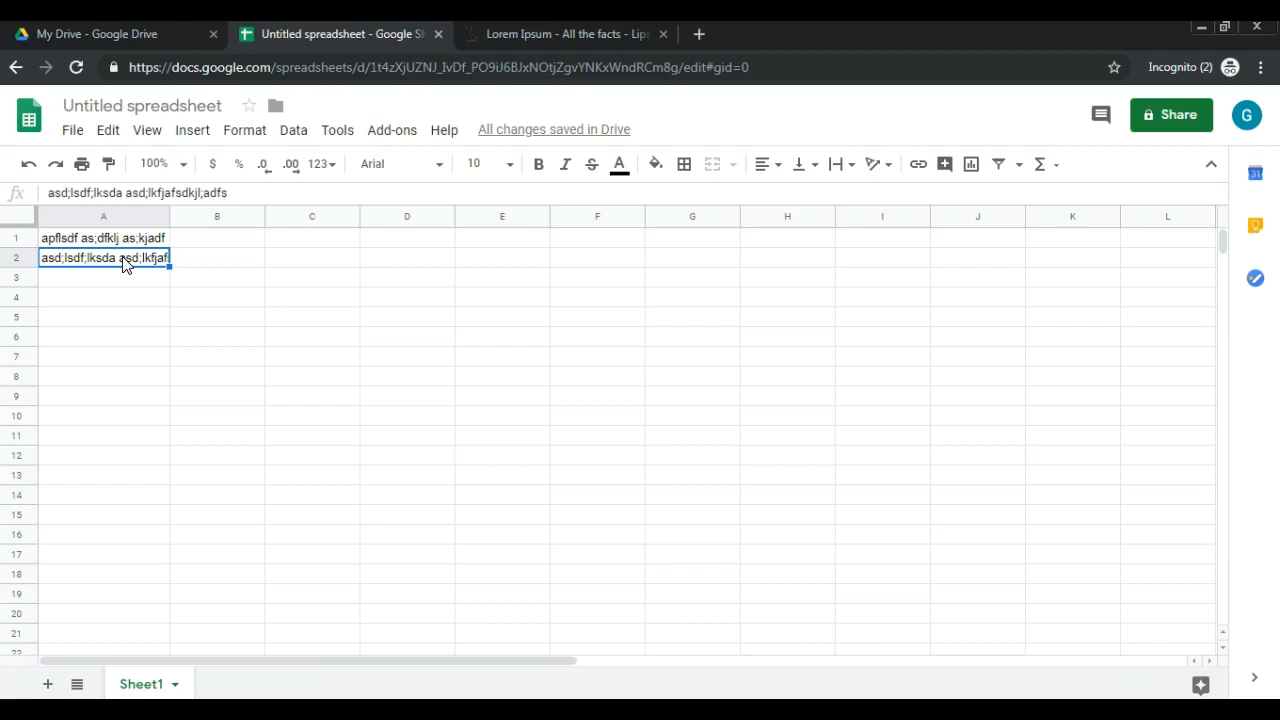 My Drive - Google Drive
Untitled spreadsheet - Google Sh
Lorem Ipsum - All the facts - Lips
https://docs.google.com/spreadsheets/d/1t4zXjUZNJ_IvDf_PO9iJ6BJxNOtjZgvYNKxWndRCm8g/edit#gid=0
Incognito (2)
Untitled spreadsheet
File Edit View Insert Format Data Tools Add-ons Help All changes saved in Drive
Share
G
100% $ % .0 .00 123 Arial 10 B I S A Σ
fx asd;lsdf;lksda asd;lkfjafsdkjl;adfs
31
A B C D E F G H I J K L
1 apflsdf as;dfklj as;kjadf
2 asd;lsdf;lksda asd;lkfjaf
3
4
5
6
7
8
9
10
11
12
13
14
15
16
17
18
19
20
21
22
Sheet1